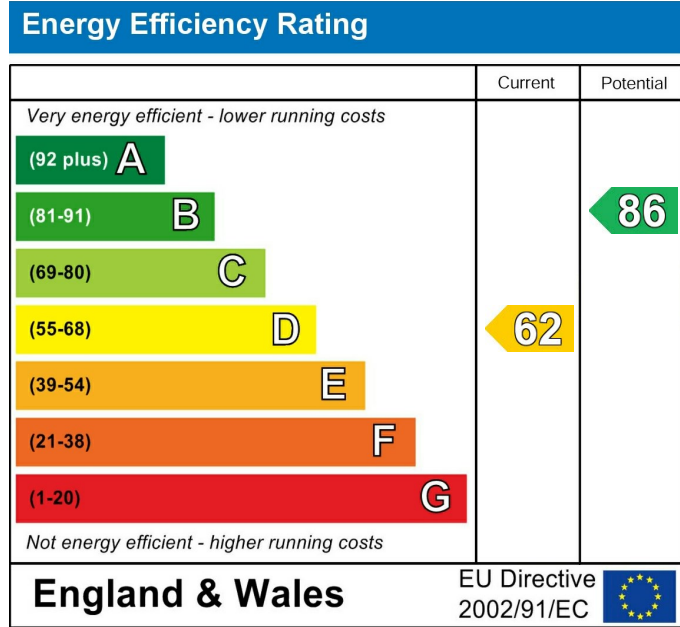 Energy Efficiency Rating
Current Potential
Very energy efficient - lower running costs
(92 plus) A
(81-91) B
86
(69-80) C
(55-68) D
62
(39-54) E
(21-38) F
(1-20) G
Not energy efficient - higher running costs
England & Wales
EU Directive
2002/91/EC